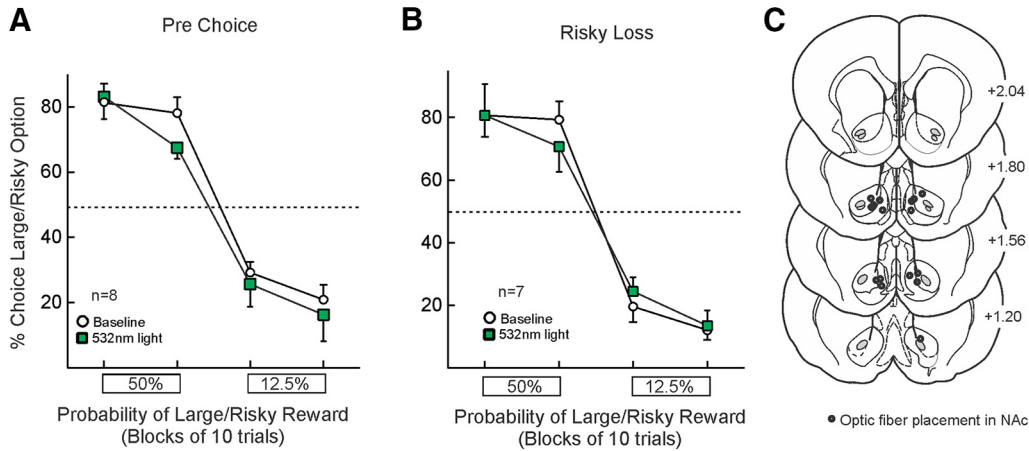 A
Pre Choice
% Choice Large/Risky Option
80
60
40
20
n=8
Baseline
532nm light
50%
12.5%
Probability of Large/Risky Reward
(Blocks of 10 trials)
B
Risky Loss
80
60
40
20
n=7
Baseline
532nm light
50%
12.5%
Probability of Large/Risky Reward
(Blocks of 10 trials)
C
+2.04
+1.80
+1.56
+1.20
Optic fiber placement in NAc